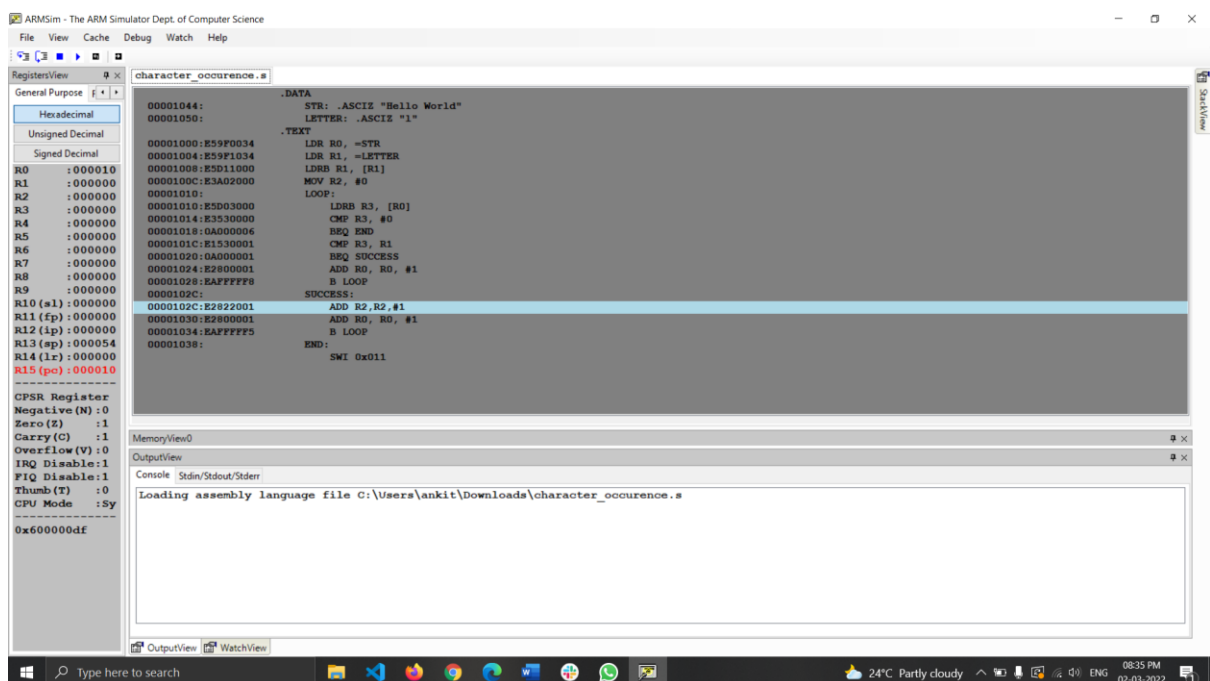 ARMSim - The ARM Simulator Dept. of Computer Science
File View Cache Debug Watch Help
RegistersView
General Purpose F
Hexadecimal
Unsigned Decimal
Signed Decimal
R0 :000010
R1 :000000
R2 :000000
R3 :000000
R4 :000000
R5 :000000
R6 :000000
R7 :000000
R8 :000000
R9 :000000
R10(sl):000000
R11(fp):000000
R12(ip):000000
R13(sp):000054
R14(lr):000000
R15(pc):000010
---------------
CPSR Register
Negative(N):0
Zero(Z) :1
Carry(C) :1
Overflow(V):0
IRQ Disable:1
FIQ Disable:1
Thumb(T) :0
CPU Mode :Sy
---------------
0x600000df
character_occurence.s
.DATA
00001044: STR: .ASCIZ "Hello World"
00001050: LETTER: .ASCIZ "l"
.TEXT
00001000:E59F0034 LDR R0, =STR
00001004:E59F1034 LDR R1, =LETTER
00001008:E5D11000 LDRB R1, [R1]
0000100C:E3A02000 MOV R2, #0
00001010: LOOP:
00001010:E5D03000 LDRB R3, [R0]
00001014:E3530000 CMP R3, #0
00001018:0A000006 BEQ END
0000101C:E1530001 CMP R3, R1
00001020:0A000001 BEQ SUCCESS
00001024:E2800001 ADD R0, R0, #1
00001028:EAFFFFF8 B LOOP
0000102C: SUCCESS:
0000102C:E2822001 ADD R2,R2,#1
00001030:E2800001 ADD R0, R0, #1
00001034:EAFFFFF5 B LOOP
00001038: END:
SWI 0x011
StackView
MemoryView0
OutputView
Console Stdin/Stdout/Stderr
Loading assembly language file C:\Users\ankit\Downloads\character_occurence.s
OutputView WatchView
Type here to search
24°C Partly cloudy ENG 08:35 PM
02-03-2022